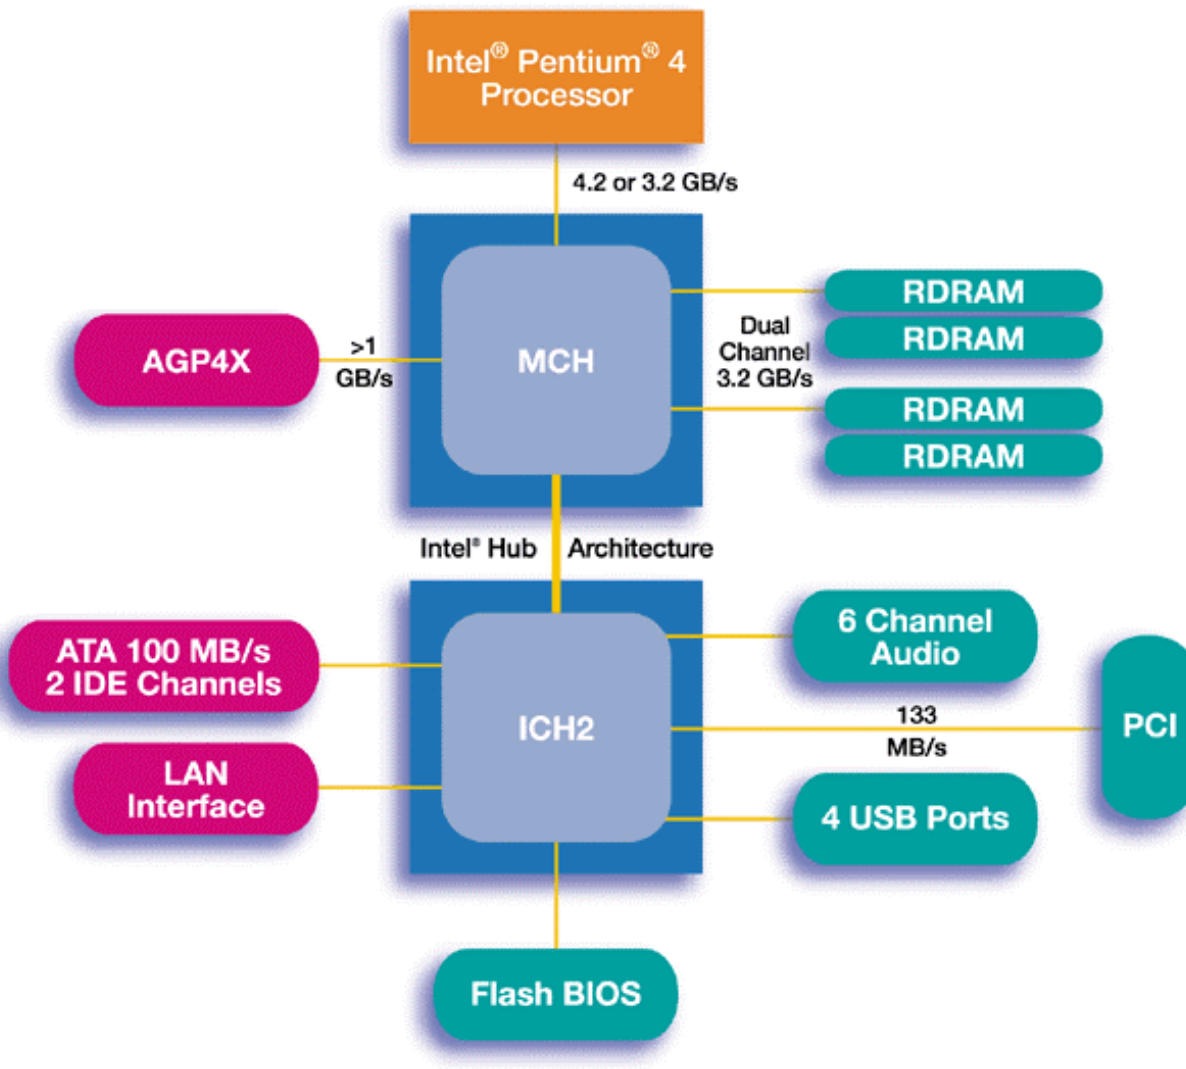 Intel® Pentium® 4
Processor
4.2 or 3.2 GB/s
MCH
AGP4X
>1
GB/s
RDRAM
RDRAM
Dual
Channel
3.2 GB/s
RDRAM
RDRAM
Intel® Hub Architecture
ATA 100 MB/s
2 IDE Channels
LAN
Interface
ICH2
6 Channel
Audio
133
MB/s
PCI
4 USB Ports
Flash BIOS